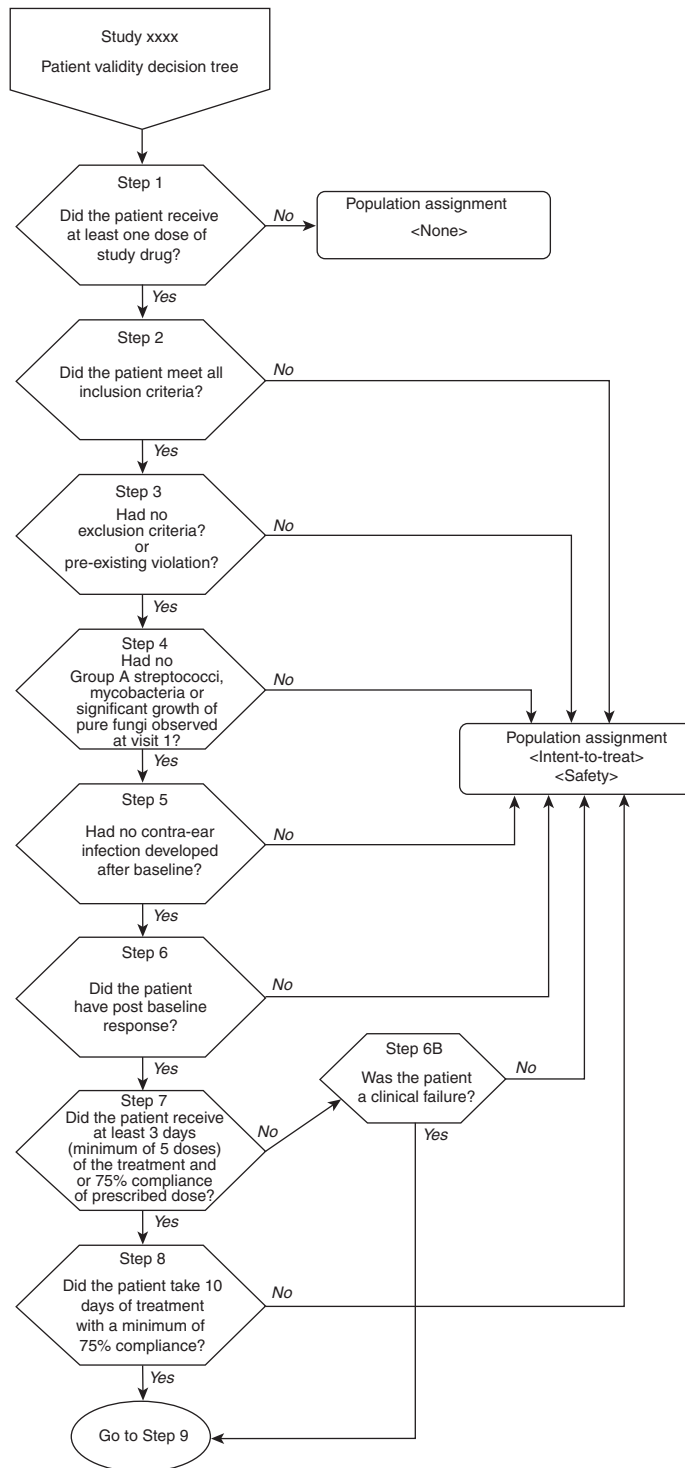 Study xxxx
Patient validity decision tree
Step 1
Did the patient receive
at least one dose of
study drug?
No
Population assignment
<None>
Yes
Step 2
Did the patient meet all
inclusion criteria?
No
Yes
Step 3
Had no
exclusion criteria?
or
pre-existing violation?
No
Yes
Step 4
Had no
Group A streptococci,
mycobacteria or
significant growth of
pure fungi observed
at visit 1?
No
Population assignment
<Intent-to-treat>
<Safety>
Yes
Step 5
Had no contra-ear
infection developed
after baseline?
No
Yes
Step 6
Did the patient
have post baseline
response?
No
Yes
Step 6B
Was the patient
a clinical failure?
No
Yes
Step 7
Did the patient receive
at least 3 days
(minimum of 5 doses)
of the treatment and
or 75% compliance
of prescribed dose?
No
Yes
Step 8
Did the patient take 10
days of treatment
with a minimum of
75% compliance?
No
Yes
Go to Step 9